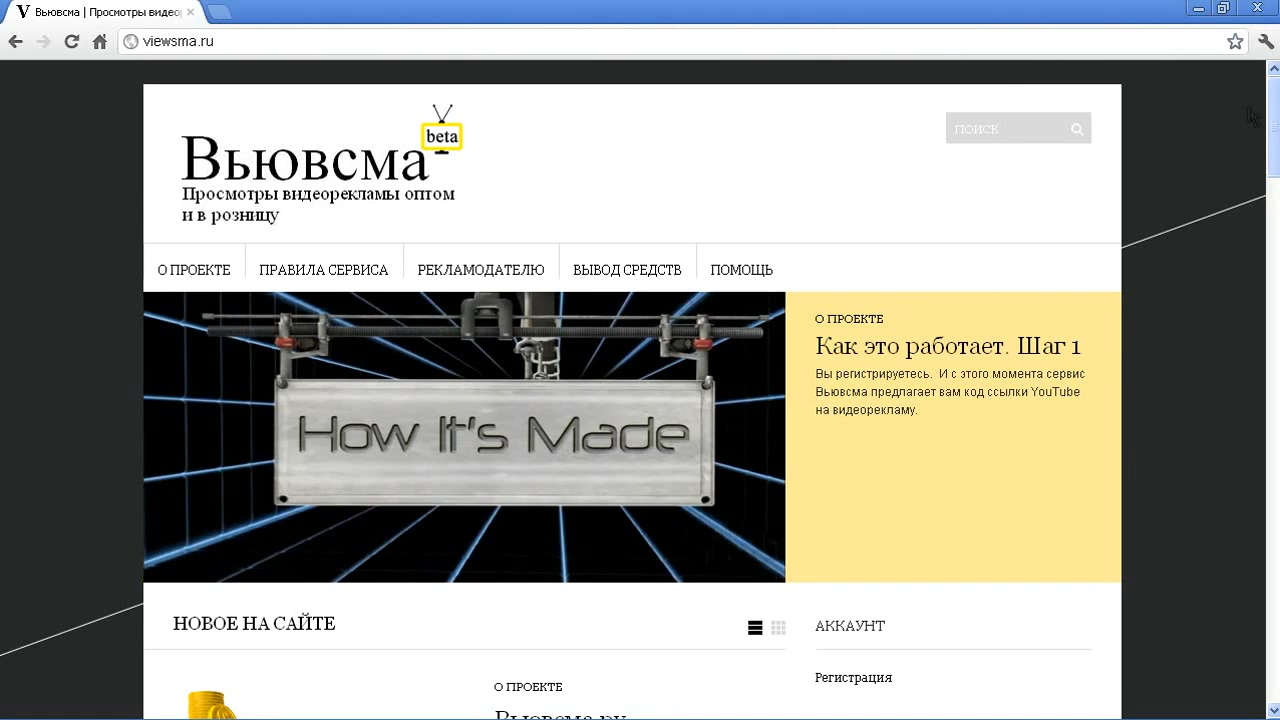 Вьювсма | Просмотры видео
viewsma.ru
beta
Вьювсма
Просмотры видеорекламы оптом
и в розницу
ПОИСК
О ПРОЕКТЕ
ПРАВИЛА СЕРВИСА
РЕКЛАМОДАТЕЛЮ
ВЫВОД СРЕДСТВ
ПОМОЩЬ
How It's Made
О ПРОЕКТЕ
Как это работает. Шаг 1
Вы регистрируетесь. И с этого момента сервис
Вьювсма предлагает вам код ссылки YouTube
на видеорекламу.
НОВОЕ НА САЙТЕ
АККАУНТ
О ПРОЕКТЕ
Регистрация
Вьювсма.ру